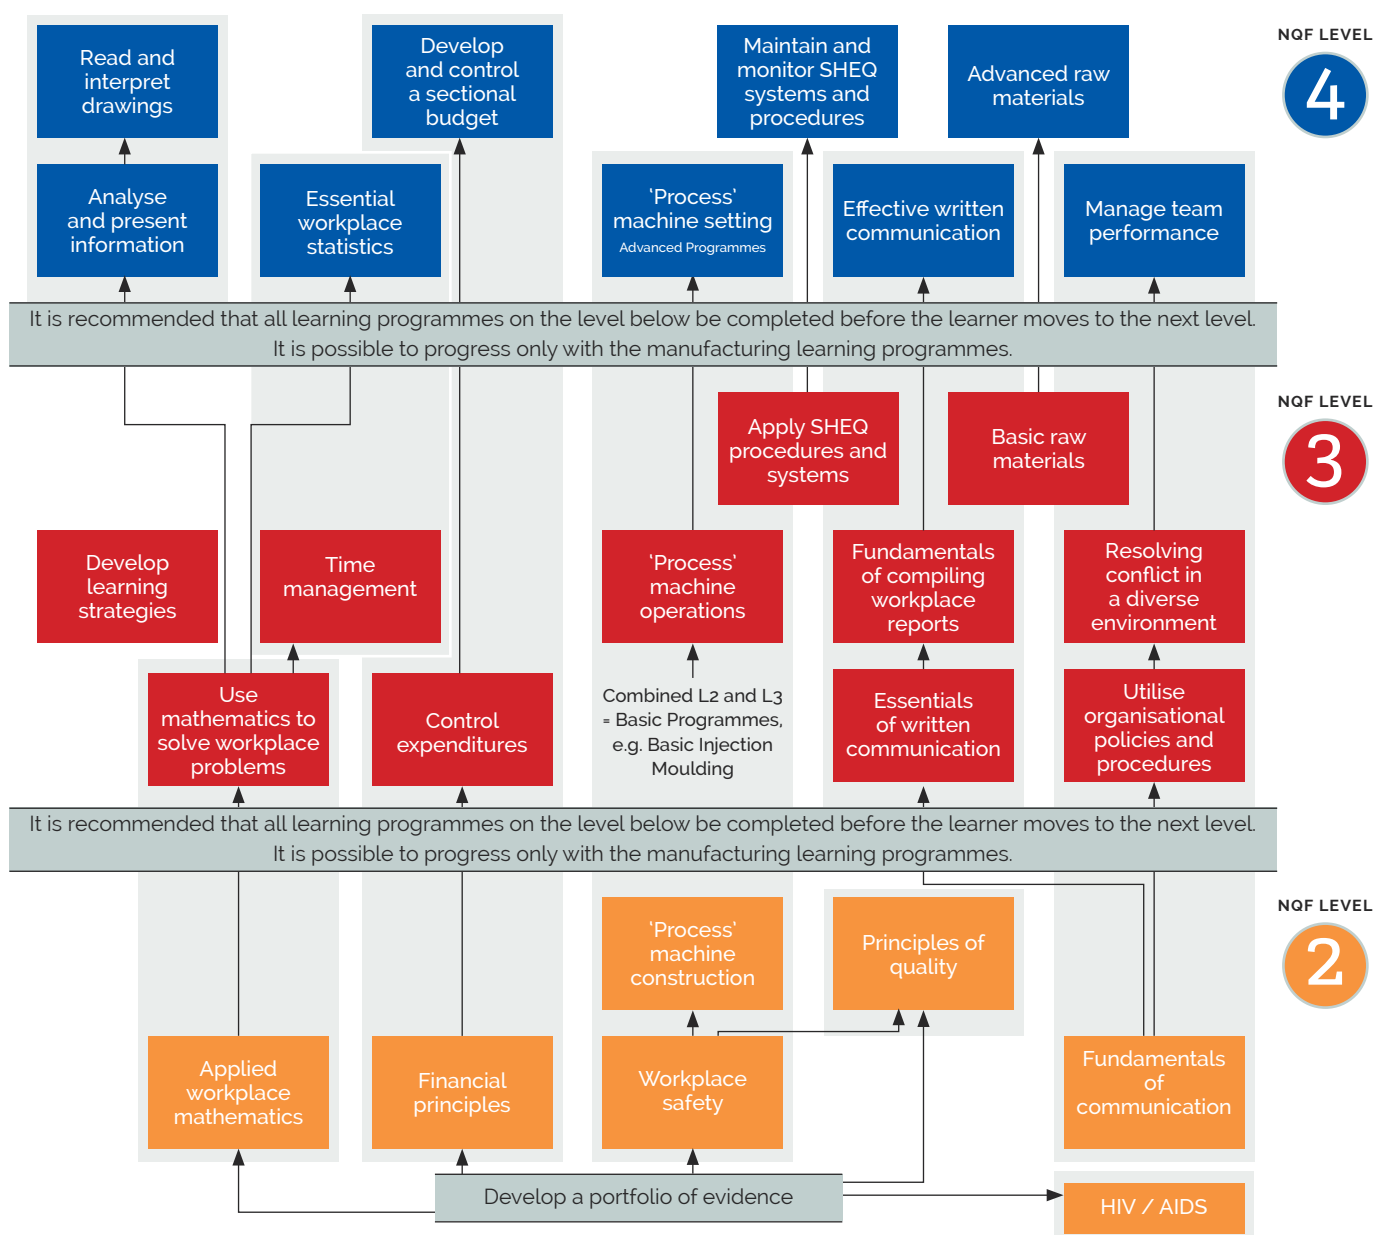 NQF LEVEL
4
Read and
interpret
drawings
Develop
and control
a sectional
budget
Maintain and
monitor SHEQ
systems and
procedures
Advanced raw
materials
Analyse
and present
information
Essential
workplace
statistics
‘Process’
machine setting
Advanced Programmes
Effective written
communication
Manage team
performance
It is recommended that all learning programmes on the level below be completed before the learner moves to the next level.
It is possible to progress only with the manufacturing learning programmes.
NQF LEVEL
3
Apply SHEQ
procedures and
systems
Basic raw
materials
Develop
learning
strategies
Time
management
‘Process’
machine
operations
Fundamentals
of compiling
workplace
reports
Resolving
conflict in
a diverse
environment
Use
mathematics to
solve workplace
problems
Control
expenditures
Combined L2 and L3
= Basic Programmes,
e.g. Basic Injection
Moulding
Essentials
of written
communication
Utilise
organisational
policies and
procedures
It is recommended that all learning programmes on the level below be completed before the learner moves to the next level.
It is possible to progress only with the manufacturing learning programmes.
NQF LEVEL
2
‘Process’
machine
construction
Principles of
quality
Applied
workplace
mathematics
Financial
principles
Workplace
safety
Fundamentals
of
communication
Develop a portfolio of evidence
HIV / AIDS